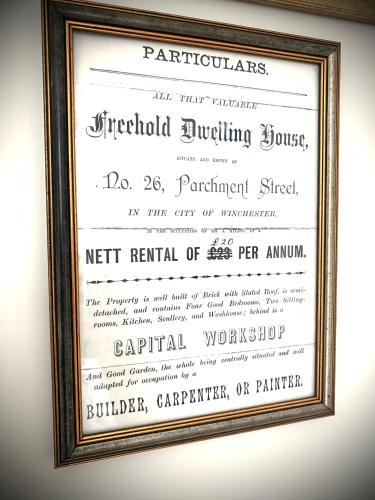 PARTICULARS.
ALL THAT VALUABLE
Freehold Dwelling House,
SITUATE AND KNOWN AS
No. 26, Parchment Street,
IN THE CITY OF WINCHESTER,
IN THE OCCUPATION OF MR. J. AT A
£20
NETT RENTAL OF £23 PER ANNUM.
The Property is well built of Brick with Slated Roof, is semi-
detached, and contains Four Good Bedrooms, Two Sitting-
rooms, Kitchen, Scullery, and Washhouse; behind is a
CAPITAL WORKSHOP
And Good Garden, the whole being centrally situated and well
adapted for occupation by a
BUILDER, CARPENTER, OR PAINTER.